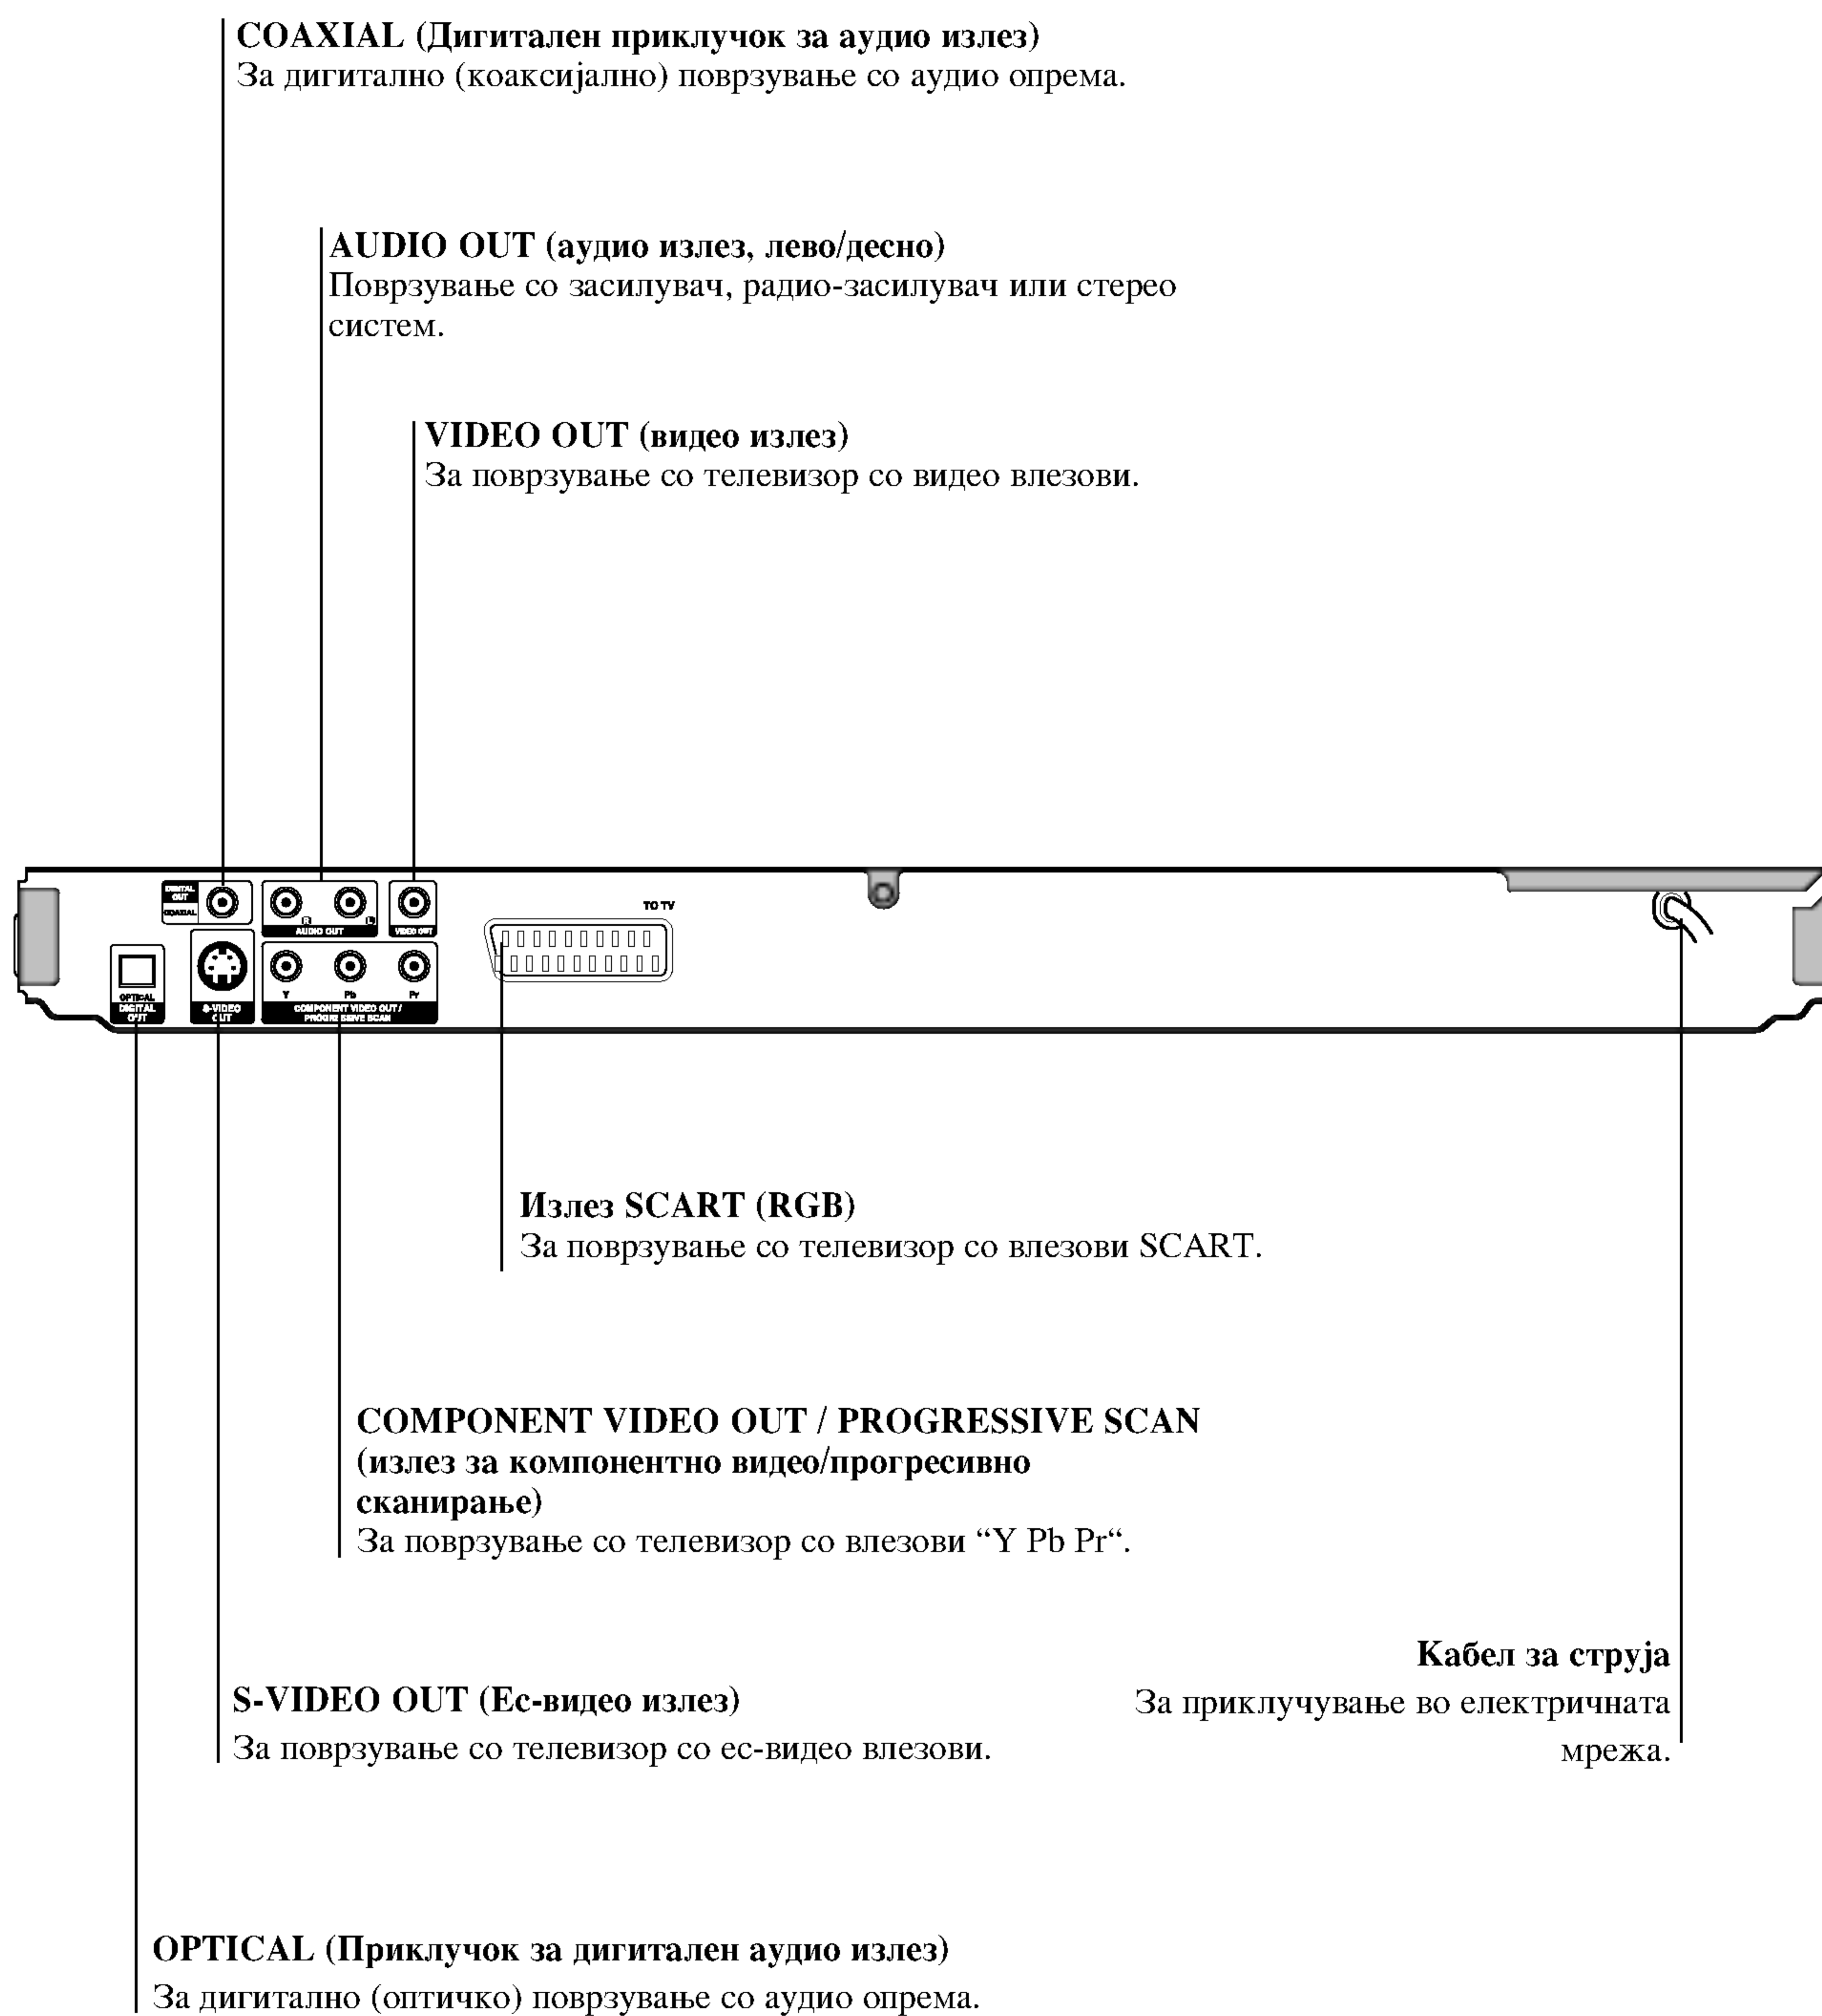 COAXIAL (Дигитален приклучок за аудио излез)
За дигитално (коаксијално) поврзување со аудио опрема.
AUDIO OUT (аудио излез, лево/десно)
Поврзување со засилувач, радио-засилувач или стерео
систем.
VIDEO OUT (видео излез)
За поврзување со телевизор со видео влезови.
DIGITAL
OUT
COAXIAL
R
L
AUDIO OUT
VIDEO OUT
TO TV
OPTICAL
DIGITAL
OUT
S-VIDEO
OUT
Y
Pb
Pr
COMPONENT VIDEO OUT /
PROGRESSIVE SCAN
Излез SCART (RGB)
За поврзување со телевизор со влезови SCART.
COMPONENT VIDEO OUT / PROGRESSIVE SCAN
(излез за компонентно видео/прогресивно
сканирање)
За поврзување со телевизор со влезови “Y Pb Pr“.
Кабел за струја
За приклучување во електричната
мрежа.
S-VIDEO OUT (Ес-видео излез)
За поврзување со телевизор со ес-видео влезови.
OPTICAL (Приклучок за дигитален аудио излез)
За дигитално (оптичко) поврзување со аудио опрема.